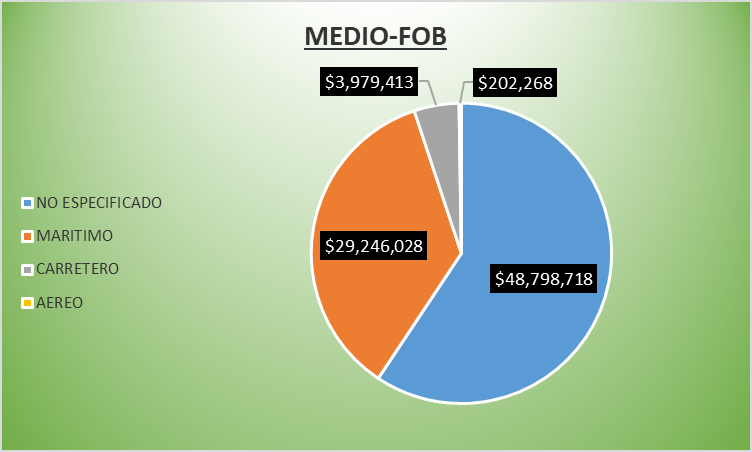 MEDIO-FOB
$3,979,413
$202,268
NO ESPECIFICADO
MARITIMO
CARRETERO
AEREO
$29,246,028
$48,798,718